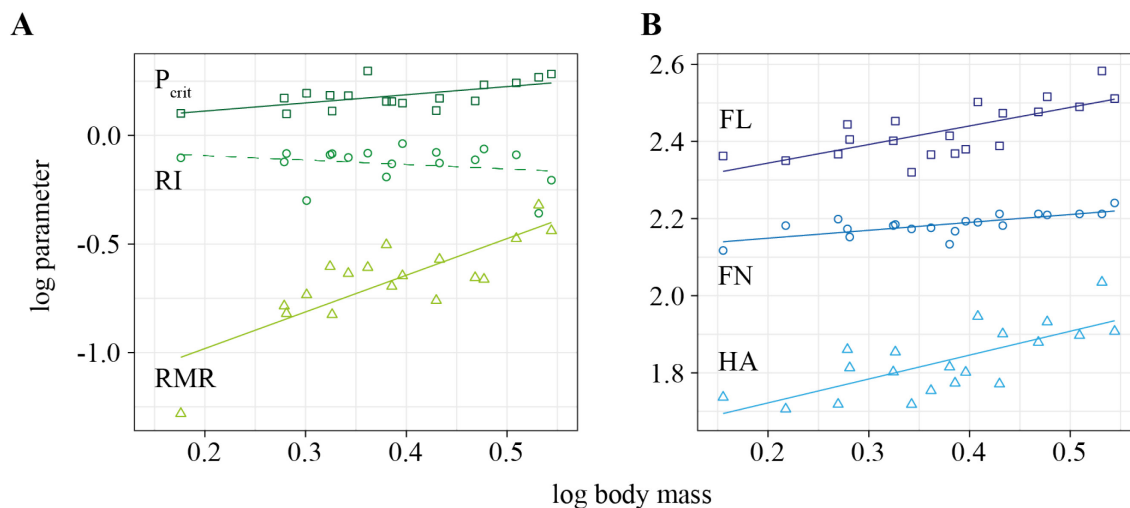 A
B
P_crit
RI
RMR
0.0
-0.5
-1.0
0.2 0.3 0.4 0.5
log parameter
FL
FN
HA
2.6
2.4
2.2
2.0
1.8
0.2 0.3 0.4 0.5
log body mass